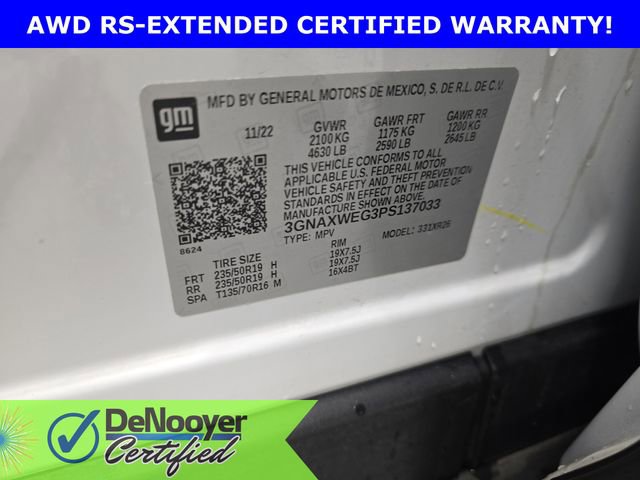 AWD RS-EXTENDED CERTIFIED WARRANTY!
gm
MFD BY GENERAL MOTORS DE MEXICO, S. DE R.L. DE C.V.
11/22 GVWR GAWR FRT GAWR RR
2100 KG 1175 KG 1200 KG
4630 LB 2590 LB 2645 LB
THIS VEHICLE CONFORMS TO ALL
APPLICABLE U.S. FEDERAL MOTOR
VEHICLE SAFETY AND THEFT PREVENTION
STANDARDS IN EFFECT ON THE DATE OF
MANUFACTURE SHOWN ABOVE.
3GNAXWEG3PS137033
8624
TYPE: MPV MODEL: 331XR26
TIRE SIZE RIM
FRT 235/50R19 H 19X7.5J
RR 235/50R19 H 19X7.5J
SPA T135/70R16 M 16X4BT
DeNooyer
Certified